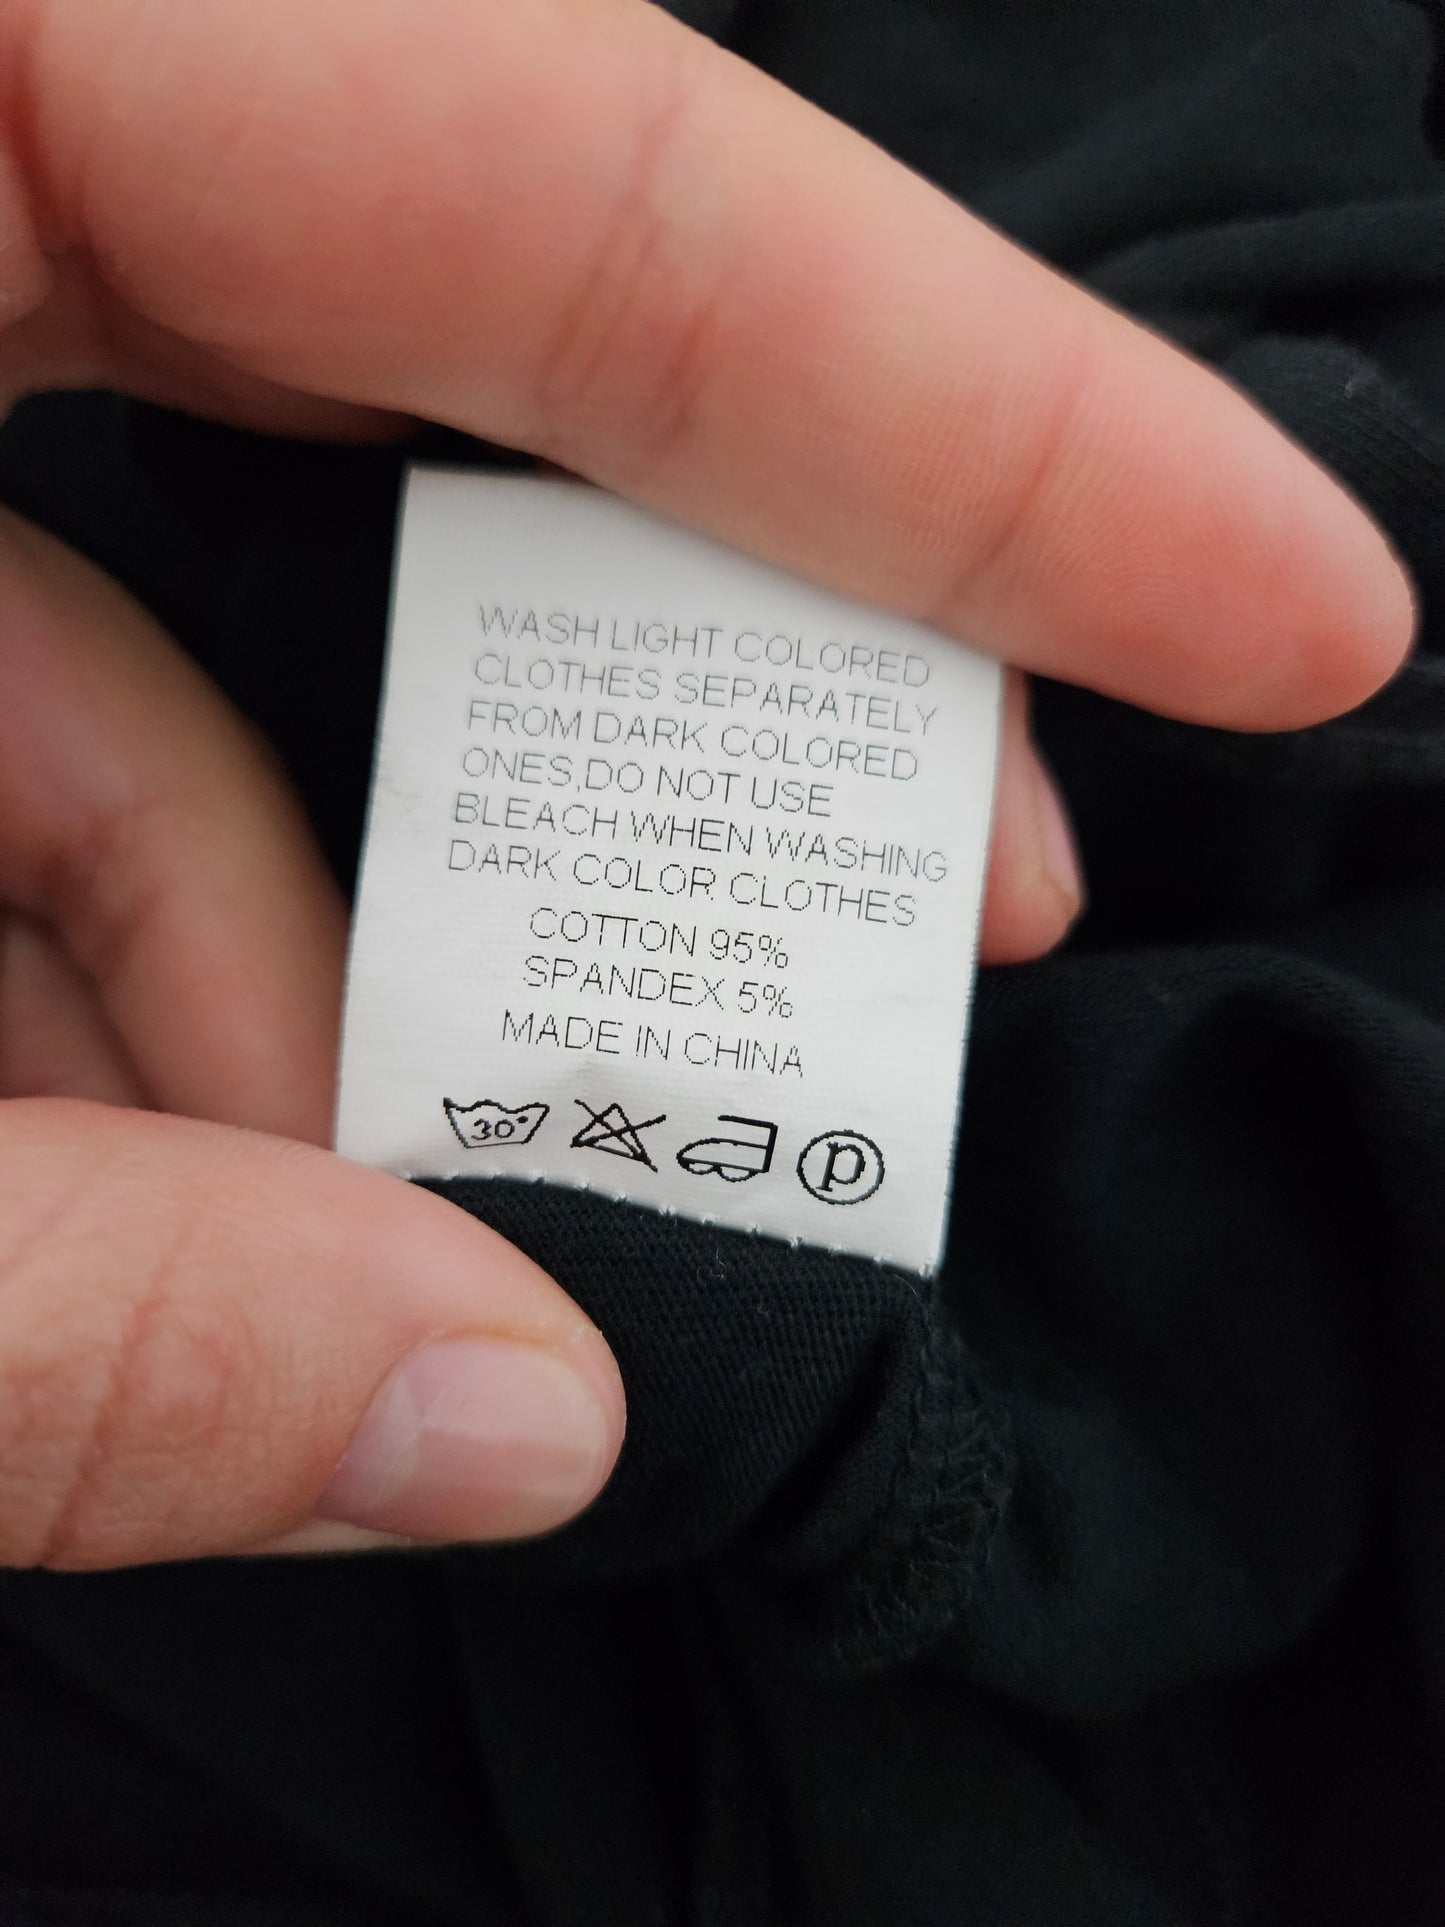 WASH LIGHT COLORED
CLOTHES SEPARATELY
FROM DARK COLORED
ONES,DO NOT USE
BLEACH WHEN WASHING
DARK COLOR CLOTHES
COTTON 95%
SPANDEX 5%
MADE IN CHINA
30° p